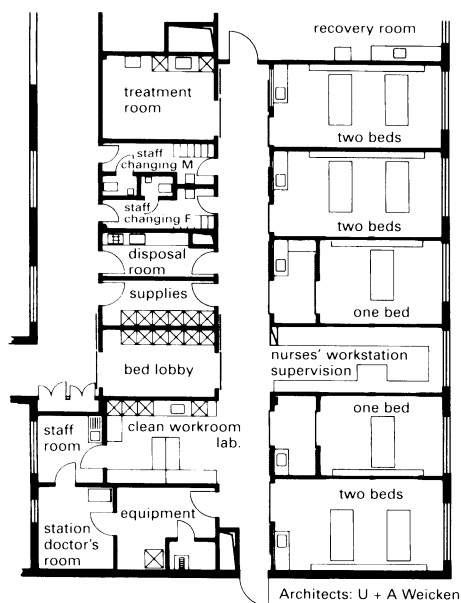 recovery room
treatment
room
two beds
staff
changing M
two beds
staff
changing F
disposal
room
supplies
one bed
nurses' workstation
supervision
bed lobby
one bed
clean workroom
lab.
staff
room
two beds
equipment
station
doctor's
room
Architects: U + A Weicken